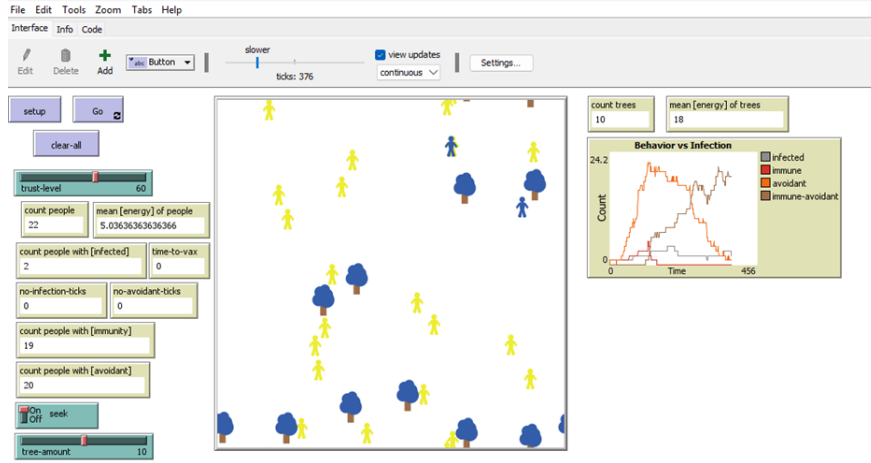 File Edit Tools Zoom Tabs Help
Interface Info Code
Edit Delete Add abc Button slower ticks: 376 view updates continuous Settings...
setup Go
clear-all
trust-level 60
count people
22
mean [energy] of people
5.03636363636366
count people with [infected]
2
time-to-vax
0
no-infection-ticks
0
no-avoidant-ticks
0
count people with [immunity]
19
count people with [avoidant]
20
On
Off
seek
tree-amount 10
count trees
10
mean [energy] of trees
18
Behavior vs Infection
24.2
Count
0
0 Time 456
infected
immune
avoidant
immune-avoidant